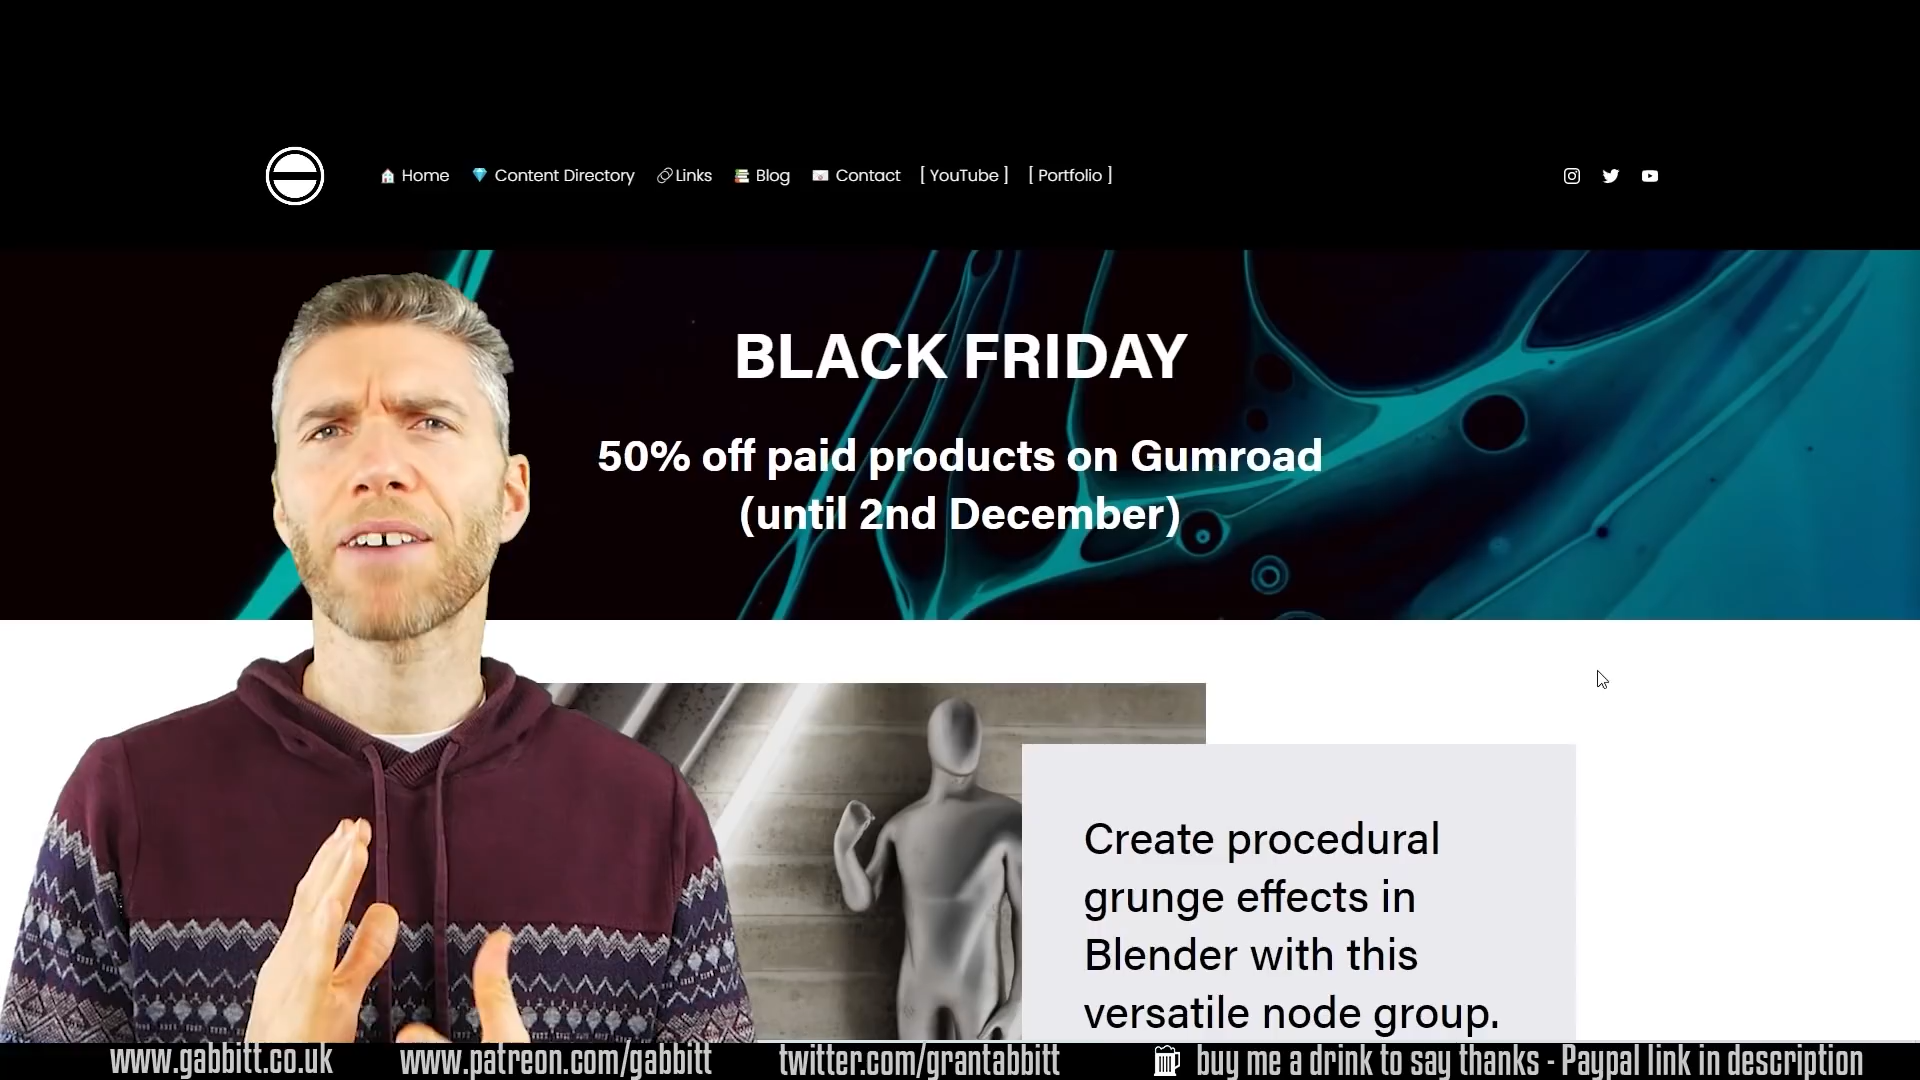 Home Content Directory Links Blog Contact [ YouTube ] [ Portfolio ]
BLACK FRIDAY
50% off paid products on Gumroad
(until 2nd December)
Create procedural
grunge effects in
Blender with this
versatile node group.
www.gabbitt.co.uk www.patreon.com/gabbitt twitter.com/grantabbitt buy me a drink to say thanks - Paypal link in description